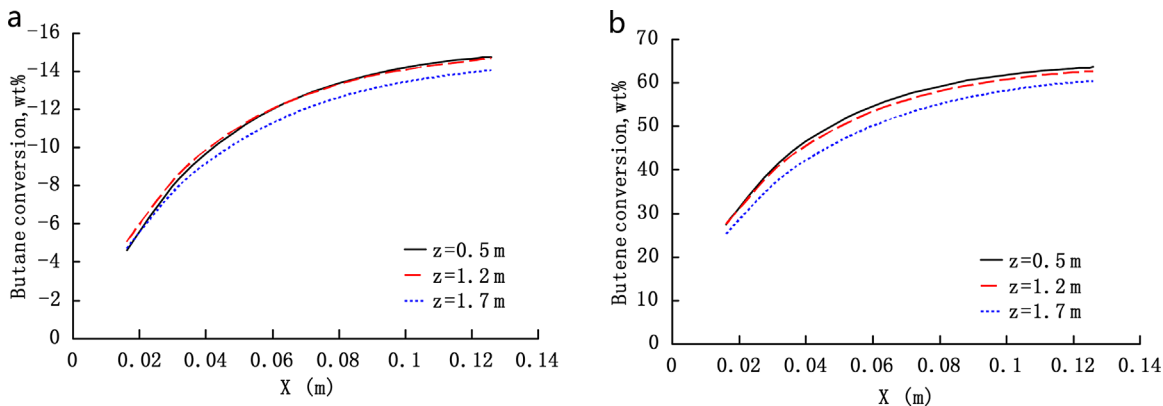 a
Butane conversion, wt%
-16
-14
-12
-10
-8
-6
-4
-2
0
0
0.02
0.04
0.06
0.08
0.1
0.12
0.14
X (m)
z=0.5 m
z=1.2 m
z=1.7 m
b
Butene conversion, wt%
70
60
50
40
30
20
10
0
0
0.02
0.04
0.06
0.08
0.1
0.12
0.14
X (m)
z=0.5 m
z=1.2 m
z=1.7 m